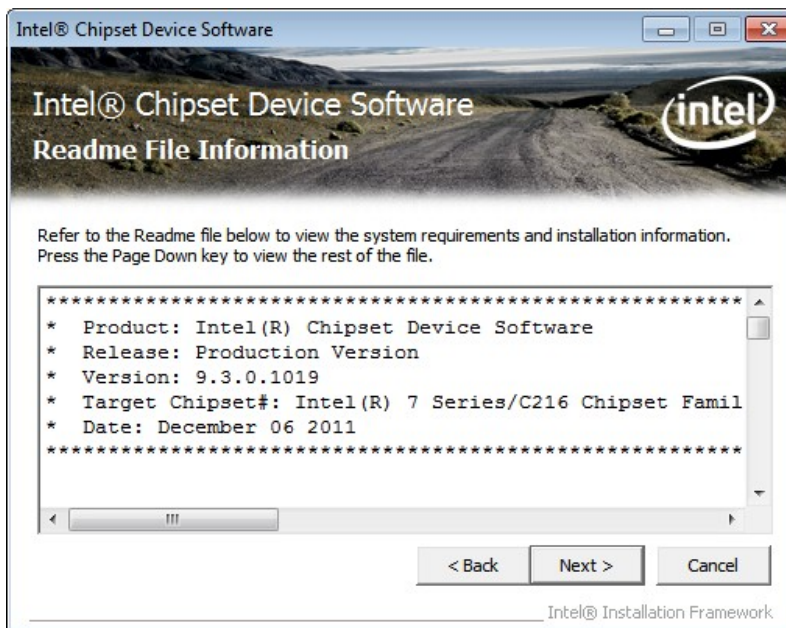 Intel® Chipset Device Software
Intel® Chipset Device Software
intel
Readme File Information
Refer to the Readme file below to view the system requirements and installation information.
Press the Page Down key to view the rest of the file.
********************************************************
* Product: Intel(R) Chipset Device Software
* Release: Production Version
* Version: 9.3.0.1019
* Target Chipset#: Intel(R) 7 Series/C216 Chipset Famil
* Date: December 06 2011
********************************************************
< Back
Next >
Cancel
Intel® Installation Framework